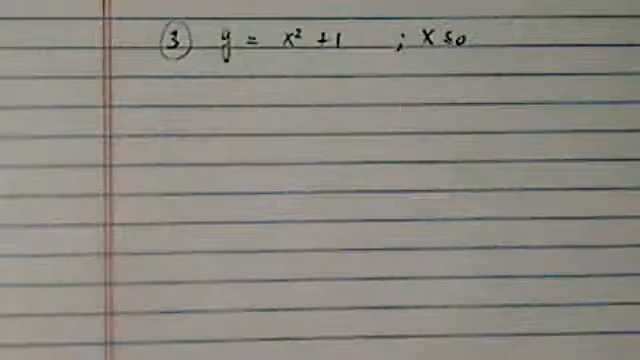 ③ y = x² + 1 ; x ≤ 0